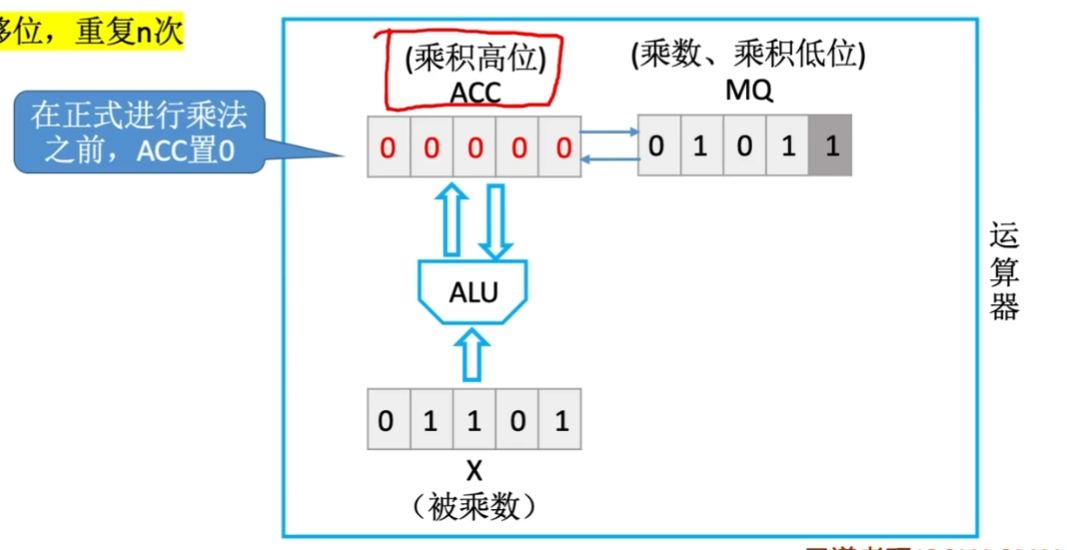 移位，重复n次
在正式进行乘法
之前，ACC置0
(乘积高位)
ACC
(乘数、乘积低位)
MQ
0 0 0 0 0
0 1 0 1 1
ALU
运
算
器
0 1 1 0 1
X
（被乘数）